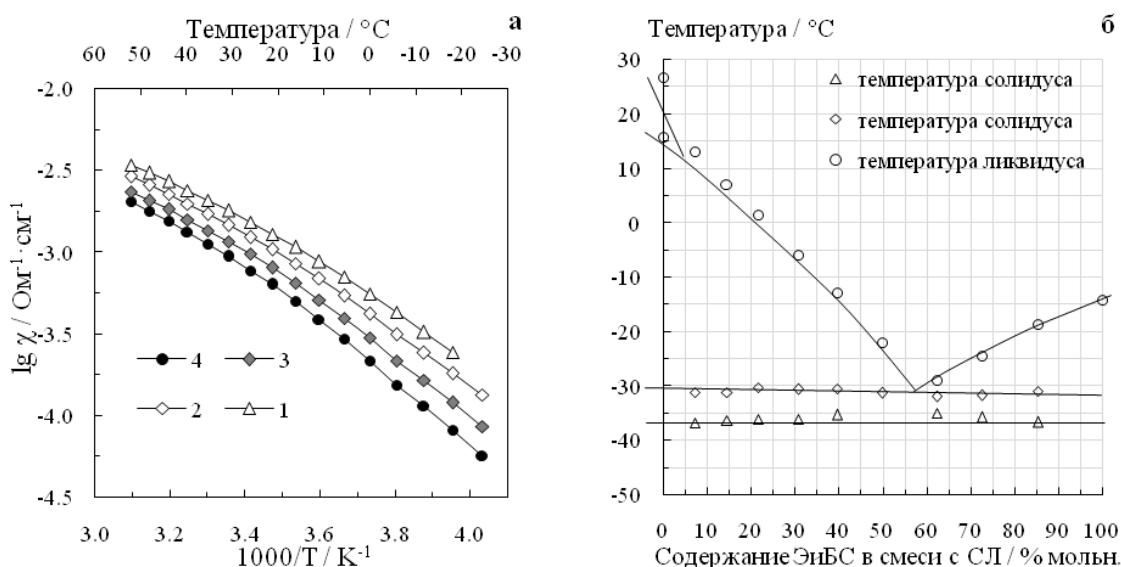 Температура / °C
а
60 50 40 30 20 10 0 -10 -20 -30
-2.0
-2.5
-3.0
-3.5
-4.0
-4.5
lg χ / Ом⁻¹·см⁻¹
4 3
2 1
3.0 3.2 3.4 3.6 3.8 4.0
1000/T / K⁻¹
Температура / °C
б
30
20
10
0
-10
-20
-30
-40
-50
температура солидуса
температура солидуса
температура ликвидуса
0 10 20 30 40 50 60 70 80 90 100
Содержание ЭиБС в смеси с СЛ / % мольн.